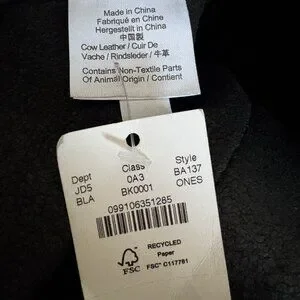 Made in China
Fabriqué en Chine
Hergestellt in China
中国製
Cow Leather / Cuir De
Vache / Rindsleder / 牛革
Contains Non-Textile Parts
Of Animal Origin / Contient
Dept Class Style
JD5 0A3 BA137
BLA BK0001 ONES
099106351285
RECYCLED
Paper
FSC
FSC® C117781